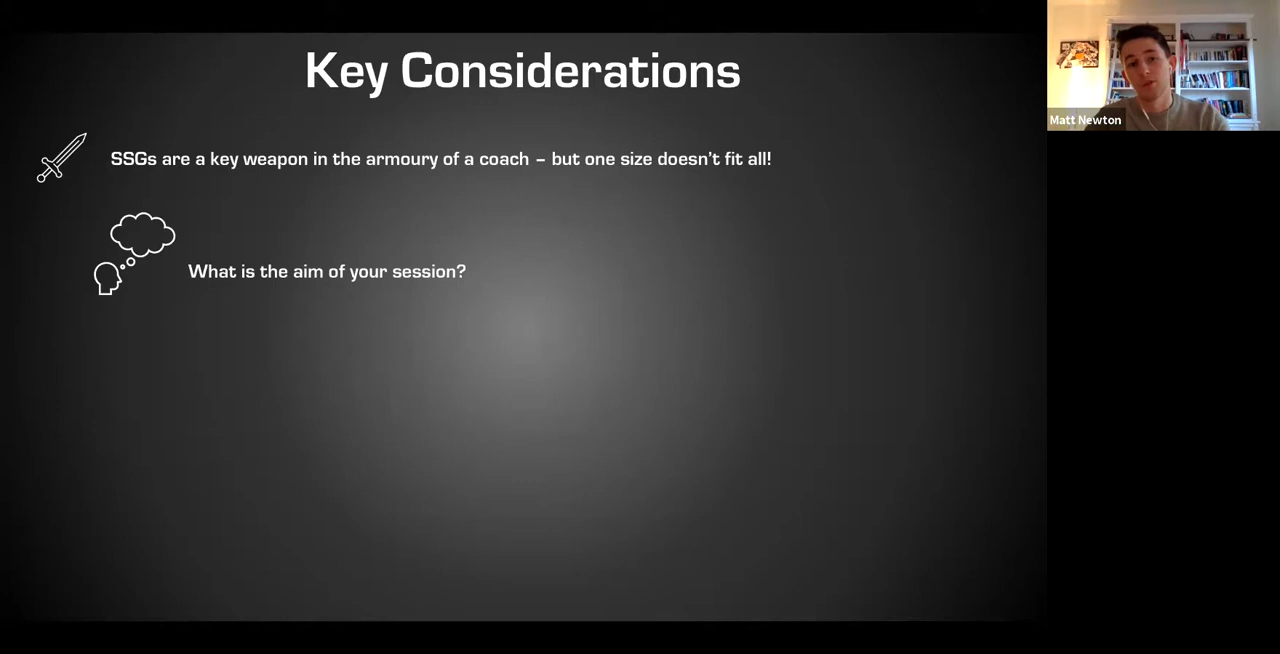 Key Considerations
Matt Newton
SSGs are a key weapon in the armoury of a coach – but one size doesn't fit all!
What is the aim of your session?